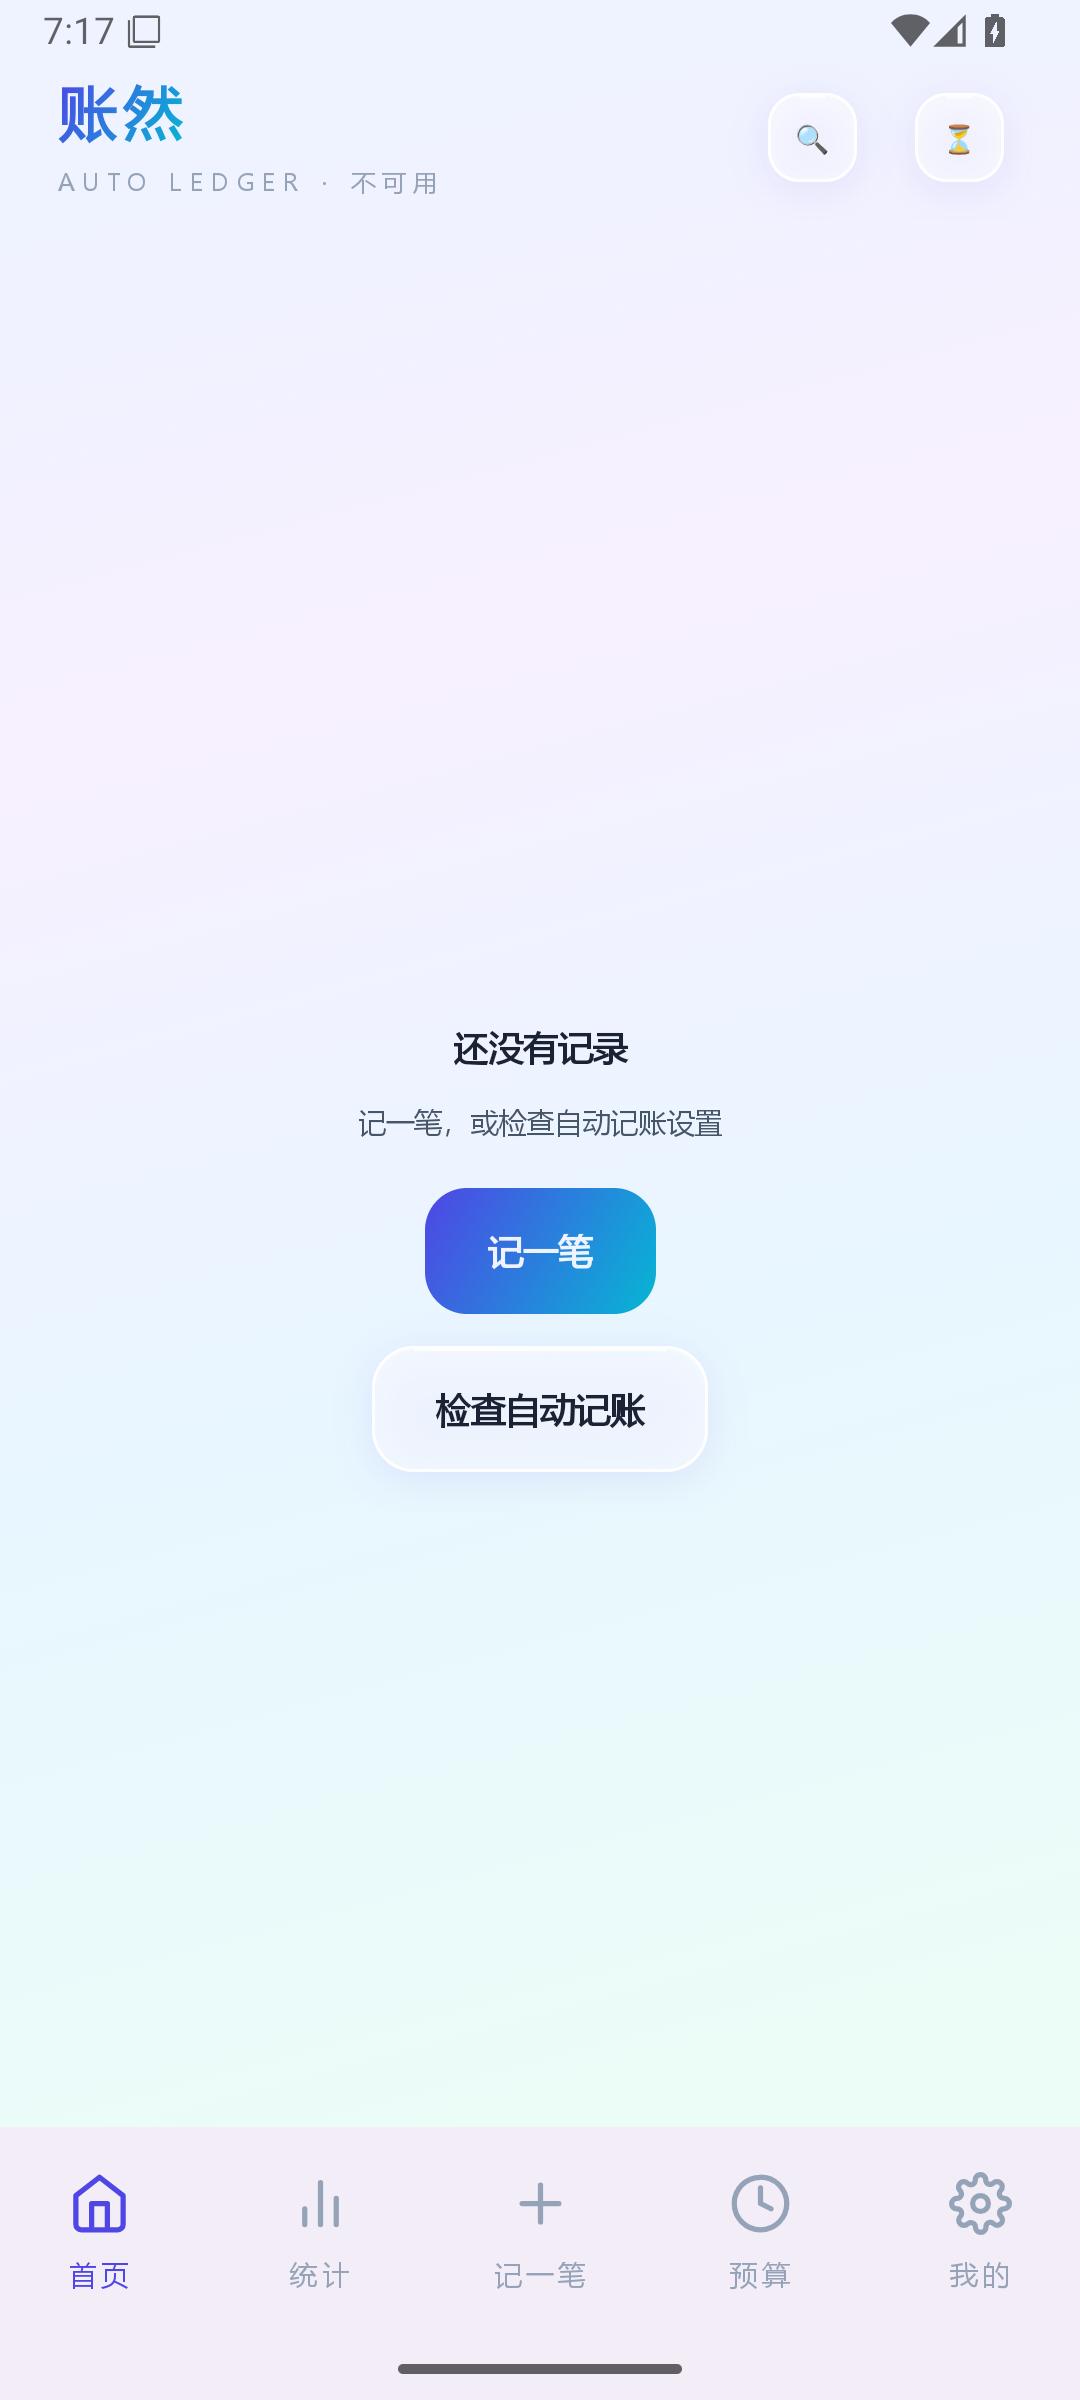 7:17
账然
AUTO LEDGER · 不可用
还没有记录
记一笔，或检查自动记账设置
记一笔
检查自动记账
首页
统计
记一笔
预算
我的